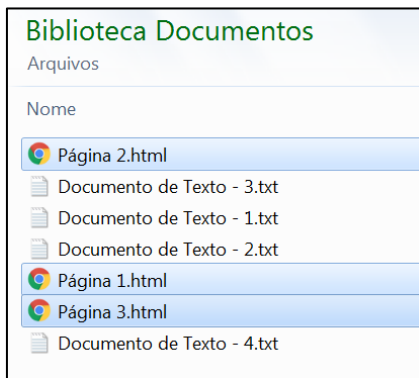 Biblioteca Documentos
Arquivos
Nome
Página 2.html
Documento de Texto - 3.txt
Documento de Texto - 1.txt
Documento de Texto - 2.txt
Página 1.html
Página 3.html
Documento de Texto - 4.txt